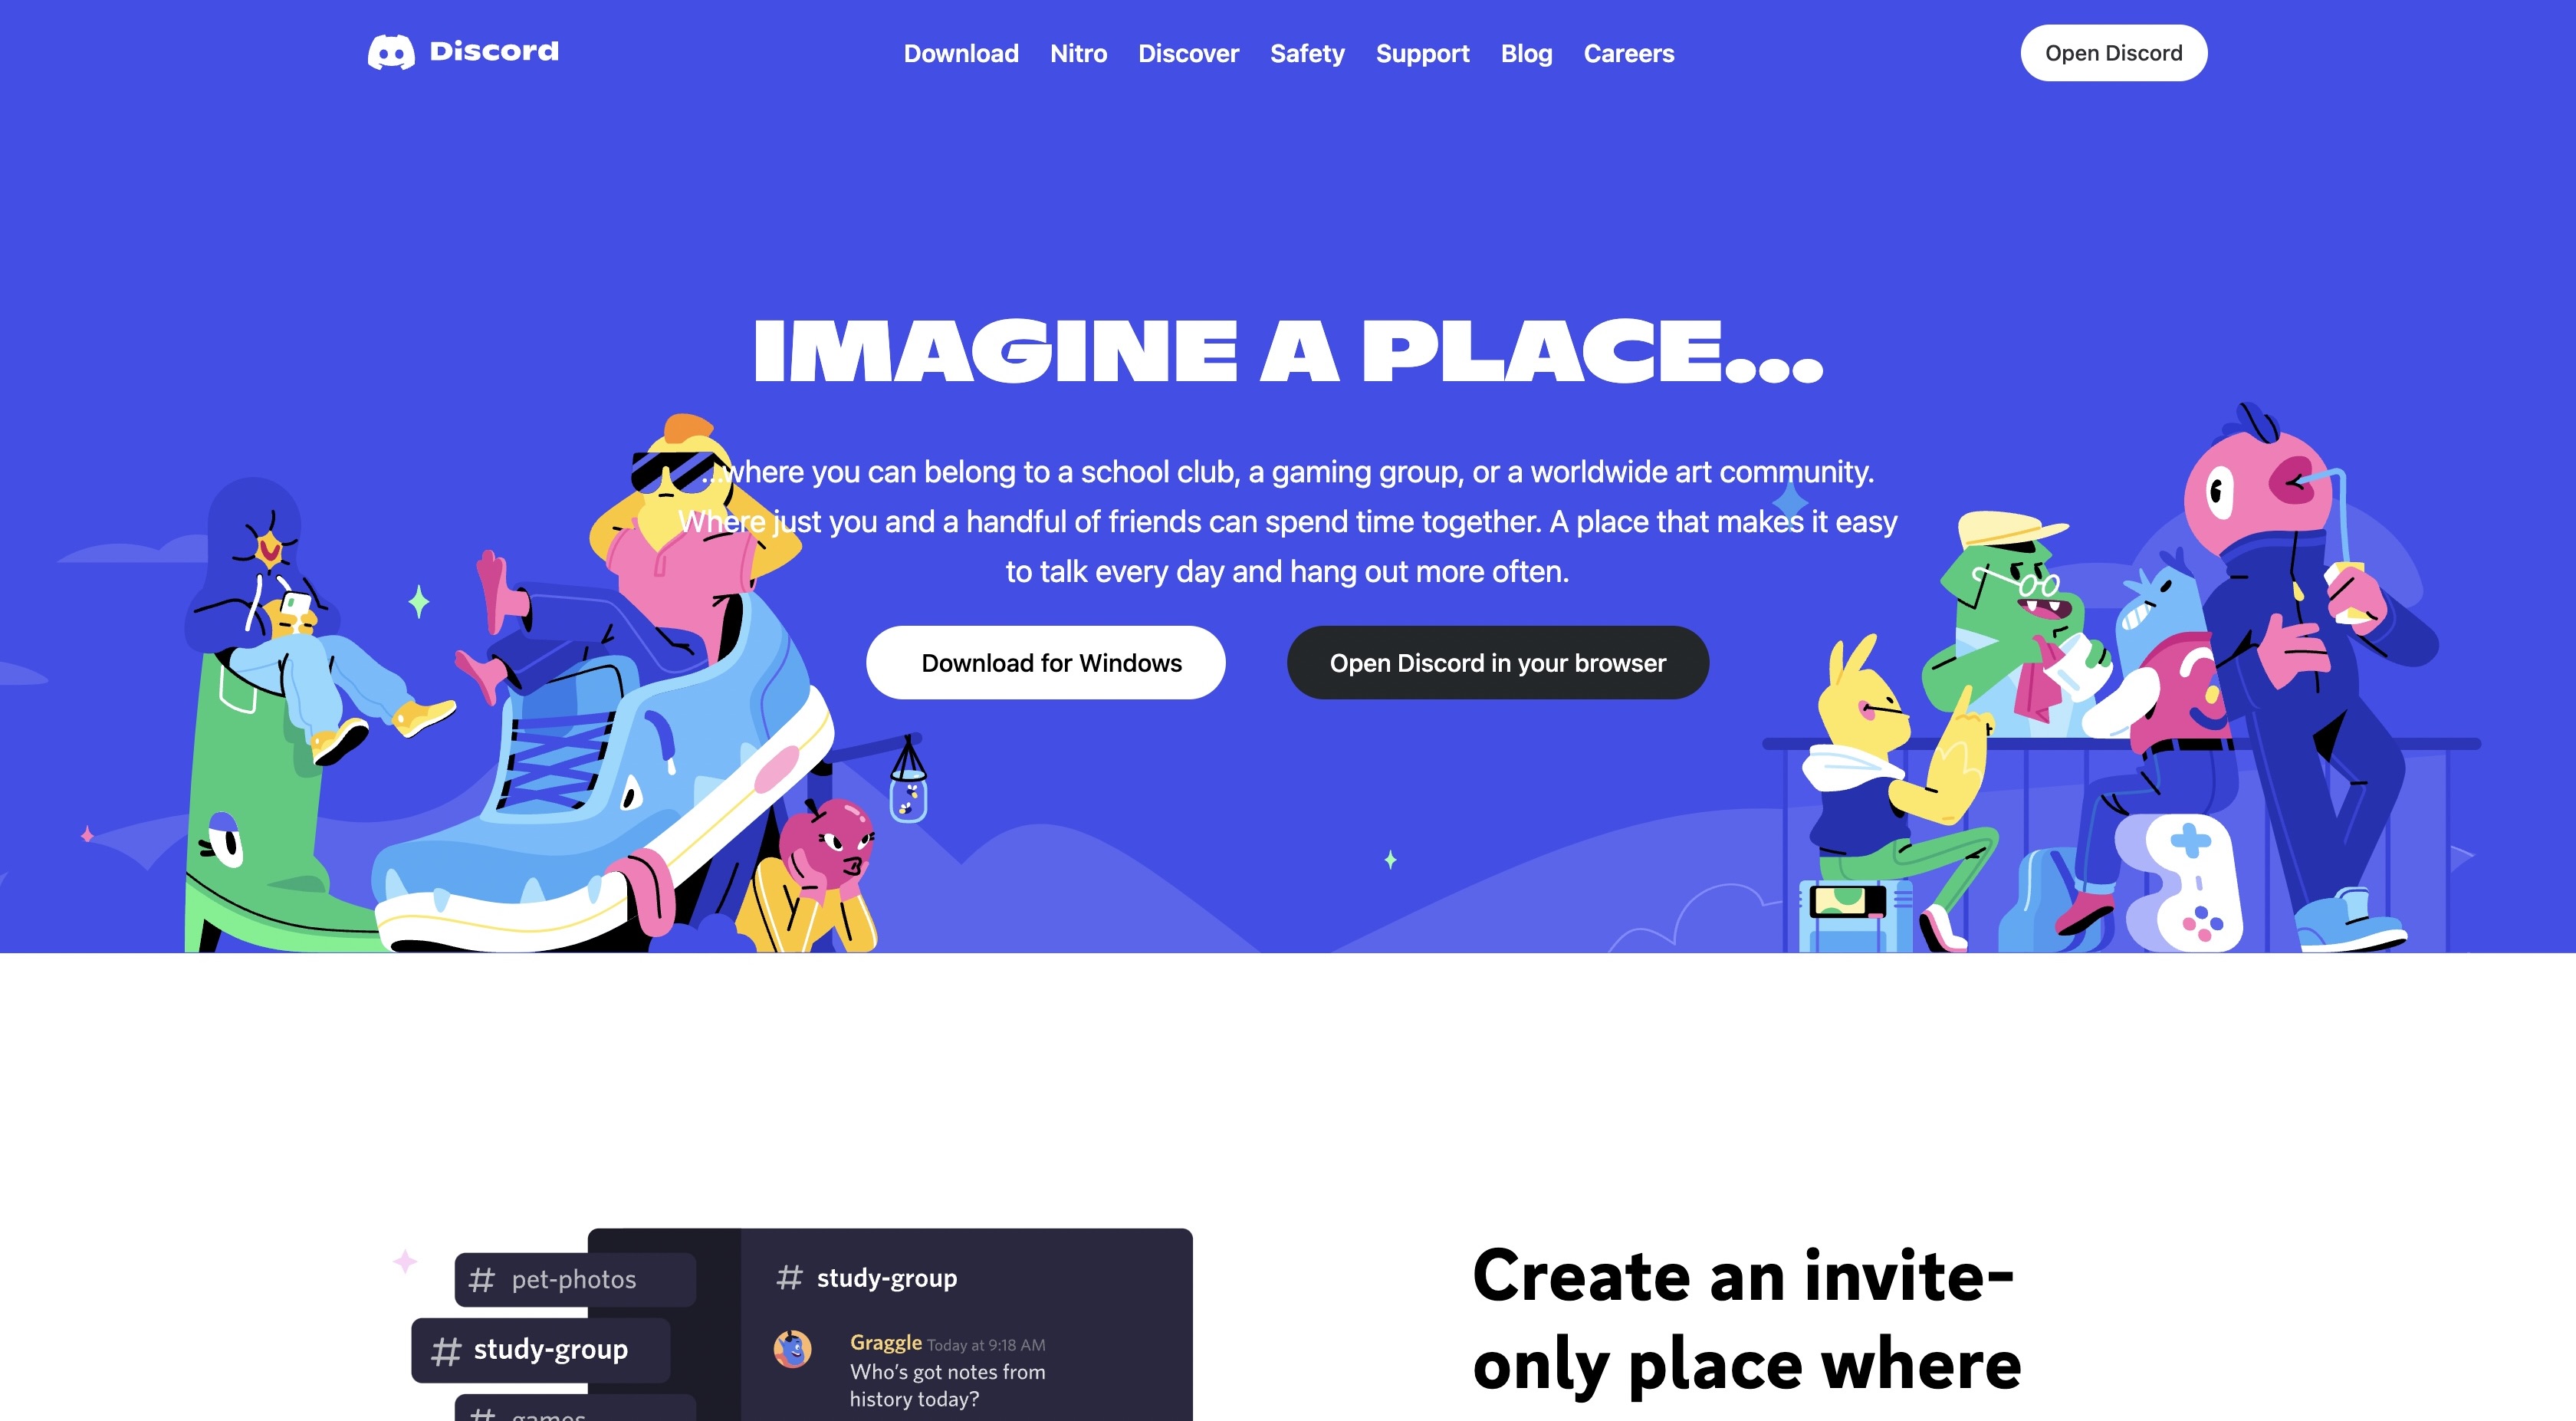 Discord
Download Nitro Discover Safety Support Blog Careers
Open Discord
IMAGINE A PLACE...
...where you can belong to a school club, a gaming group, or a worldwide art community.
Where just you and a handful of friends can spend time together. A place that makes it easy
to talk every day and hang out more often.
Download for Windows
Open Discord in your browser
# pet-photos
# study-group
# games
# study-group
Graggle Today at 9:18 AM
Who’s got notes from
history today?
Create an invite-
only place where